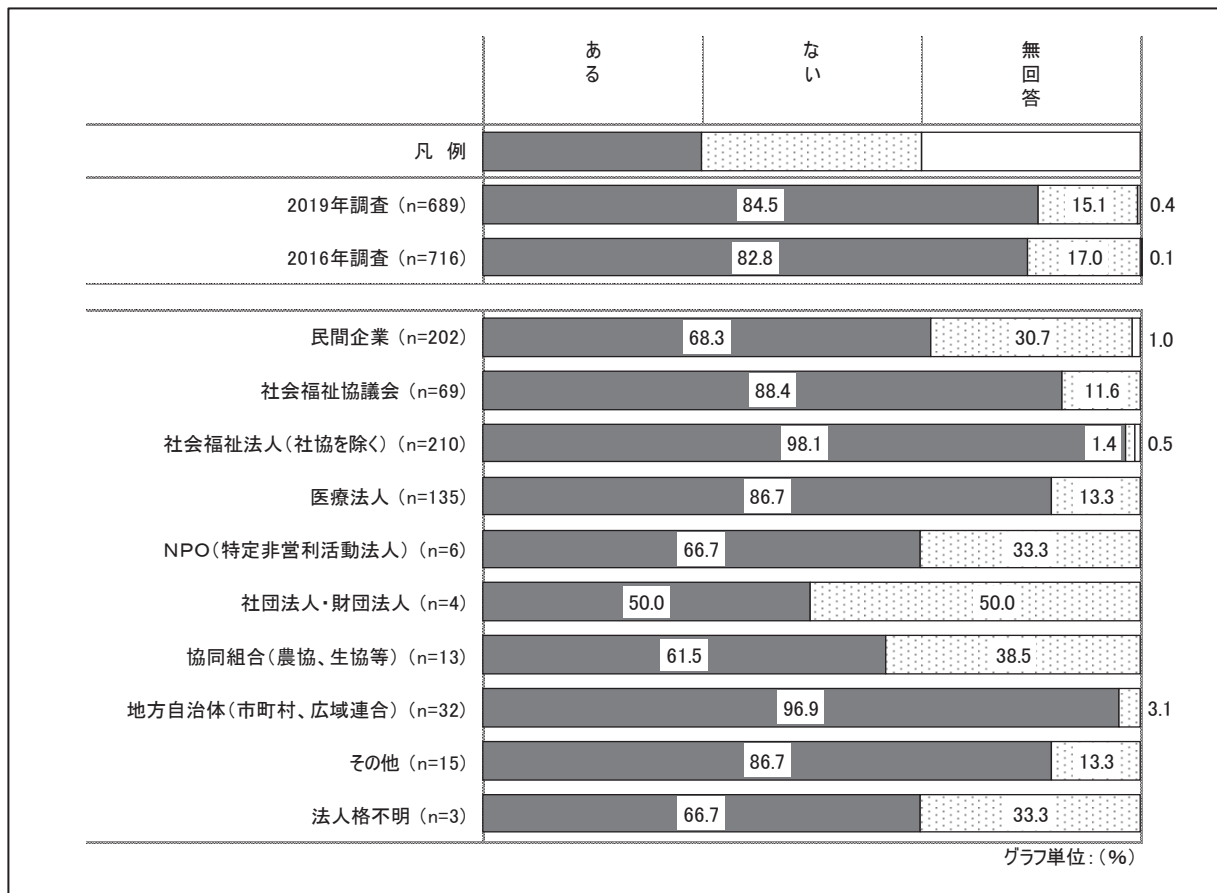 ある
ない
無回答
凡 例
2019年調査 (n=689) 84.5 15.1 0.4
2016年調査 (n=716) 82.8 17.0 0.1
民間企業 (n=202) 68.3 30.7 1.0
社会福祉協議会 (n=69) 88.4 11.6
社会福祉法人(社協を除く) (n=210) 98.1 1.4 0.5
医療法人 (n=135) 86.7 13.3
NPO(特定非営利活動法人) (n=6) 66.7 33.3
社団法人・財団法人 (n=4) 50.0 50.0
協同組合(農協、生協等) (n=13) 61.5 38.5
地方自治体(市町村、広域連合) (n=32) 96.9 3.1
その他 (n=15) 86.7 13.3
法人格不明 (n=3) 66.7 33.3
グラフ単位:(%)